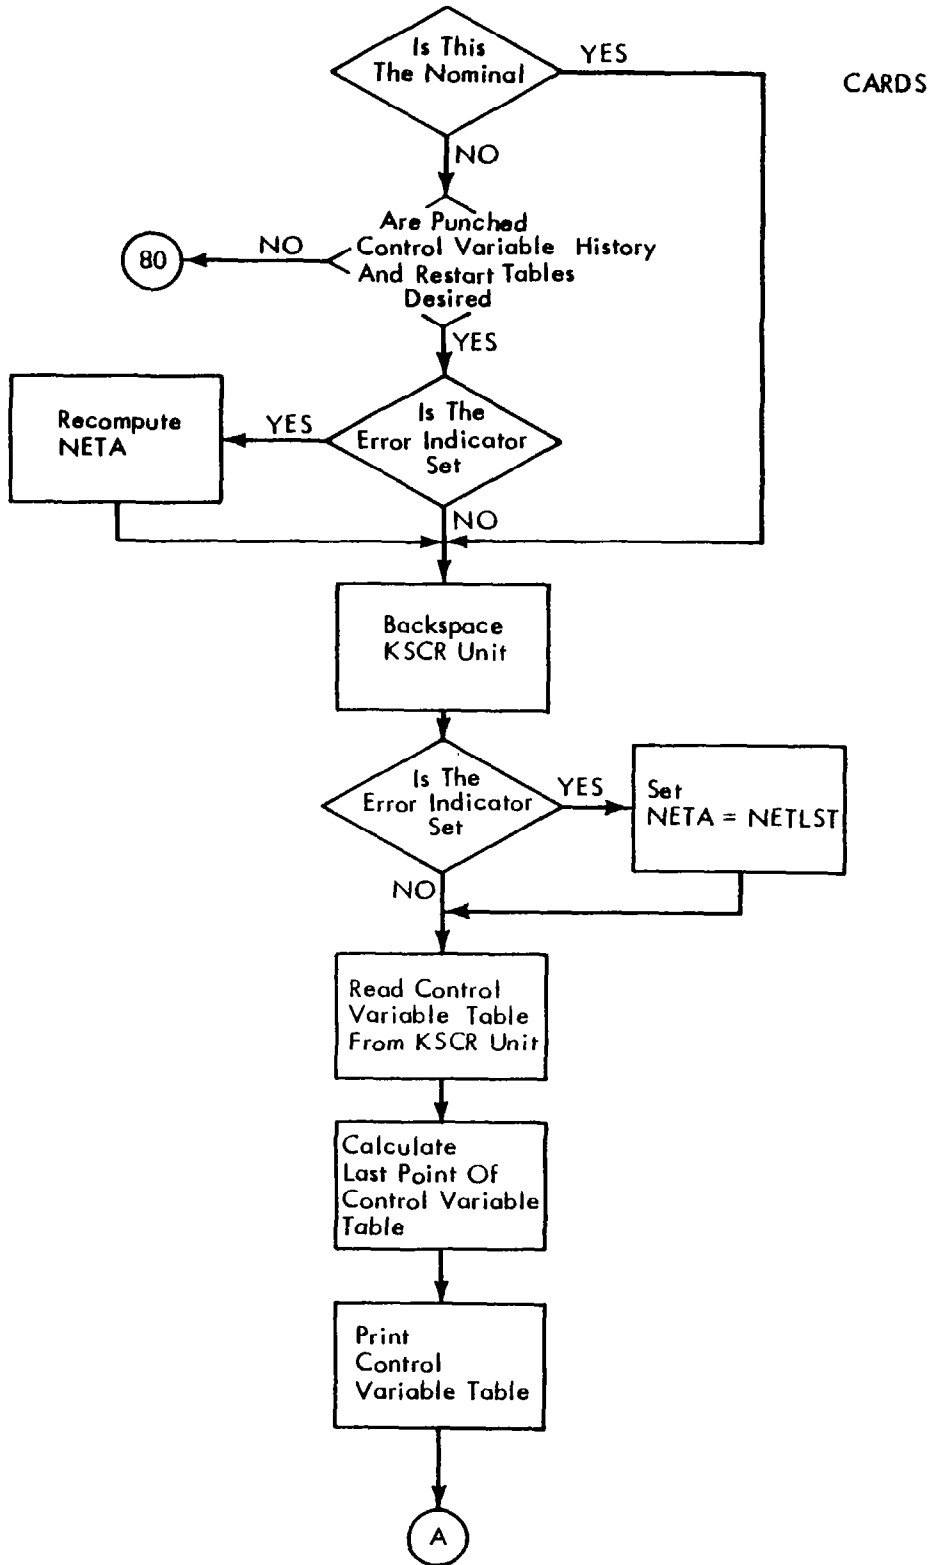 Is This
The Nominal
YES
CARDS
NO
Are Punched
Control Variable History
And Restart Tables
Desired
NO
80
YES
Is The
Error Indicator
Set
YES
Recompute
NETA
NO
Backspace
KSCR Unit
Is The
Error Indicator
Set
YES
Set
NETA = NETLST
NO
Read Control
Variable Table
From KSCR Unit
Calculate
Last Point Of
Control Variable
Table
Print
Control
Variable Table
A